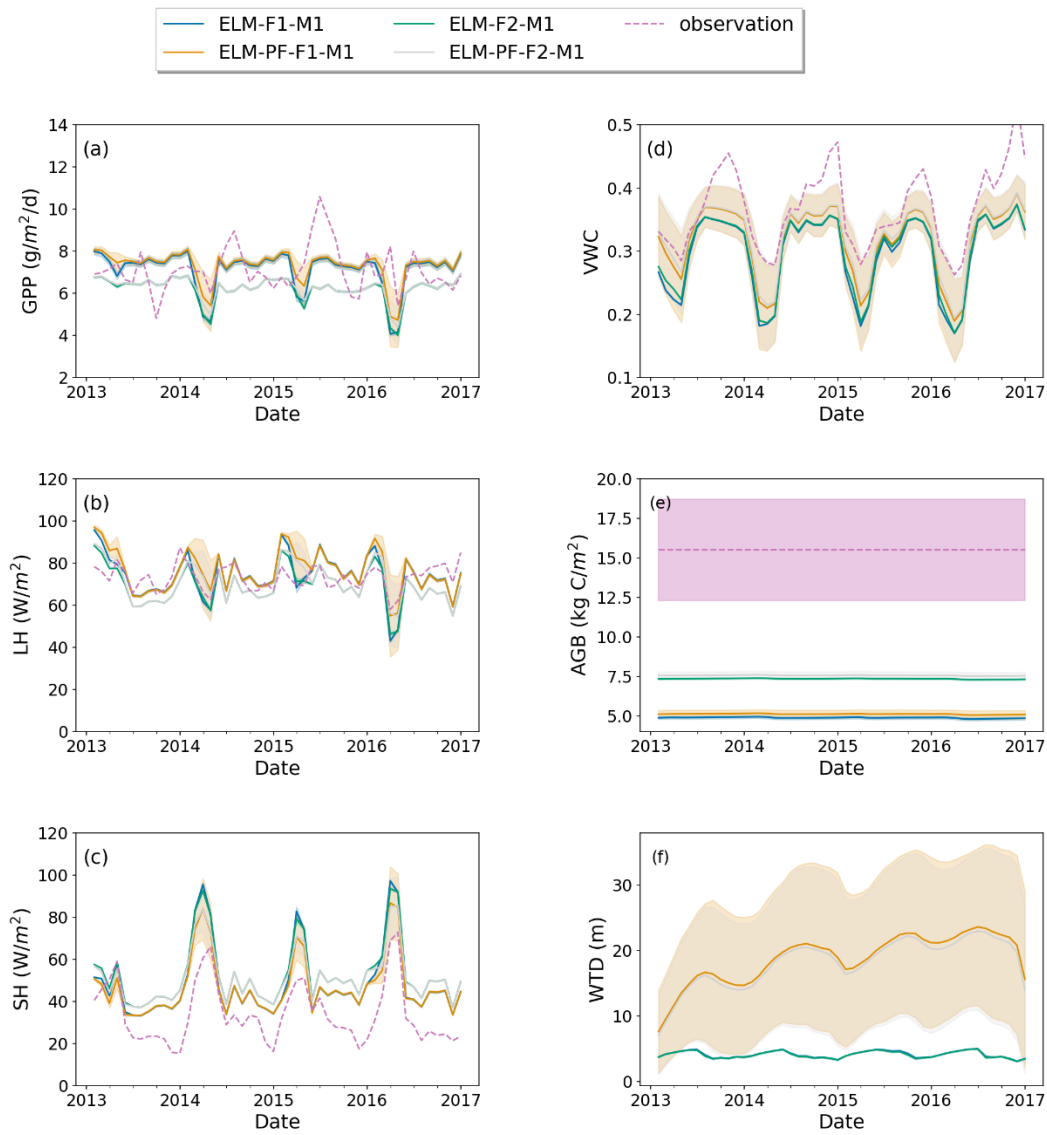 ELM-F1-M1 ELM-F2-M1 observation
ELM-PF-F1-M1 ELM-PF-F2-M1
(a)
GPP (g/m²/d)
14
12
10
8
6
4
2
2013 2014 2015 2016 2017
Date
(d)
VWC
0.5
0.4
0.3
0.2
0.1
2013 2014 2015 2016 2017
Date
(b)
LH (W/m²)
120
100
80
60
40
20
0
2013 2014 2015 2016 2017
Date
(e)
AGB (kg C/m²)
20.0
17.5
15.0
12.5
10.0
7.5
5.0
2013 2014 2015 2016 2017
Date
(c)
SH (W/m²)
120
100
80
60
40
20
0
2013 2014 2015 2016 2017
Date
(f)
WTD (m)
30
20
10
0
2013 2014 2015 2016 2017
Date